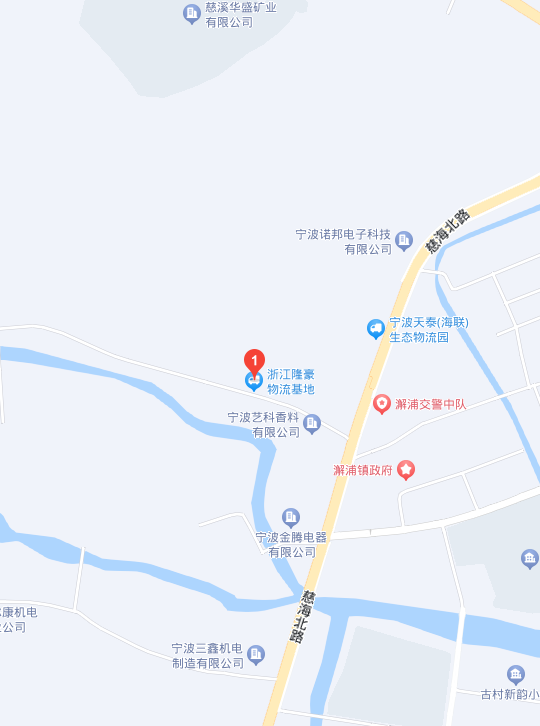 慈溪华盛矿业
有限公司
慈海北路
宁波诺邦电子科技
有限公司
宁波天泰(海联)
生态物流园
1
浙江隆豪
物流基地
澥浦交警中队
宁波艺科香料
有限公司
澥浦镇政府
宁波金腾电器
有限公司
慈海北路
康机电
公司
宁波三鑫机电
制造有限公司
古村新韵小